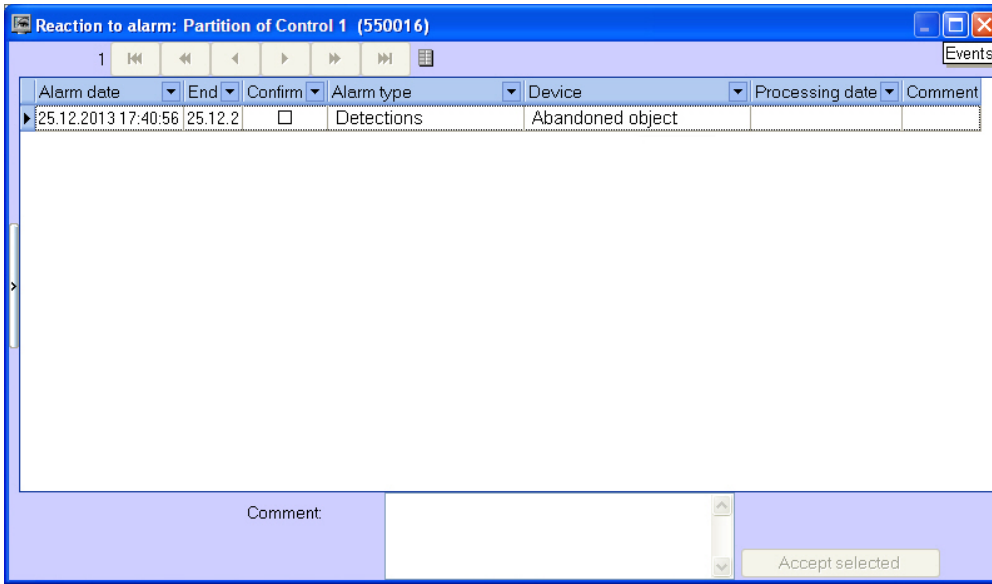 Reaction to alarm: Partition of Control 1 (550016)
Events
1
Alarm date End Confirm Alarm type Device Processing date Comment
25.12.2013 17:40:56 25.12.2 Detections Abandoned object
Comment:
Accept selected